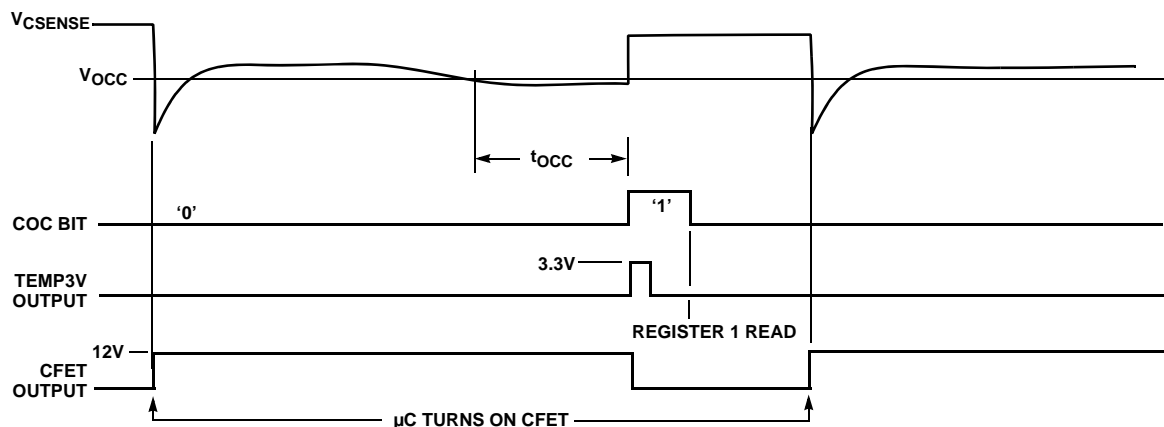 VCSENSE
VOCC
tOCC
COC BIT
‘0’
‘1’
3.3V
TEMP3V
OUTPUT
REGISTER 1 READ
12V
CFET
OUTPUT
µC TURNS ON CFET